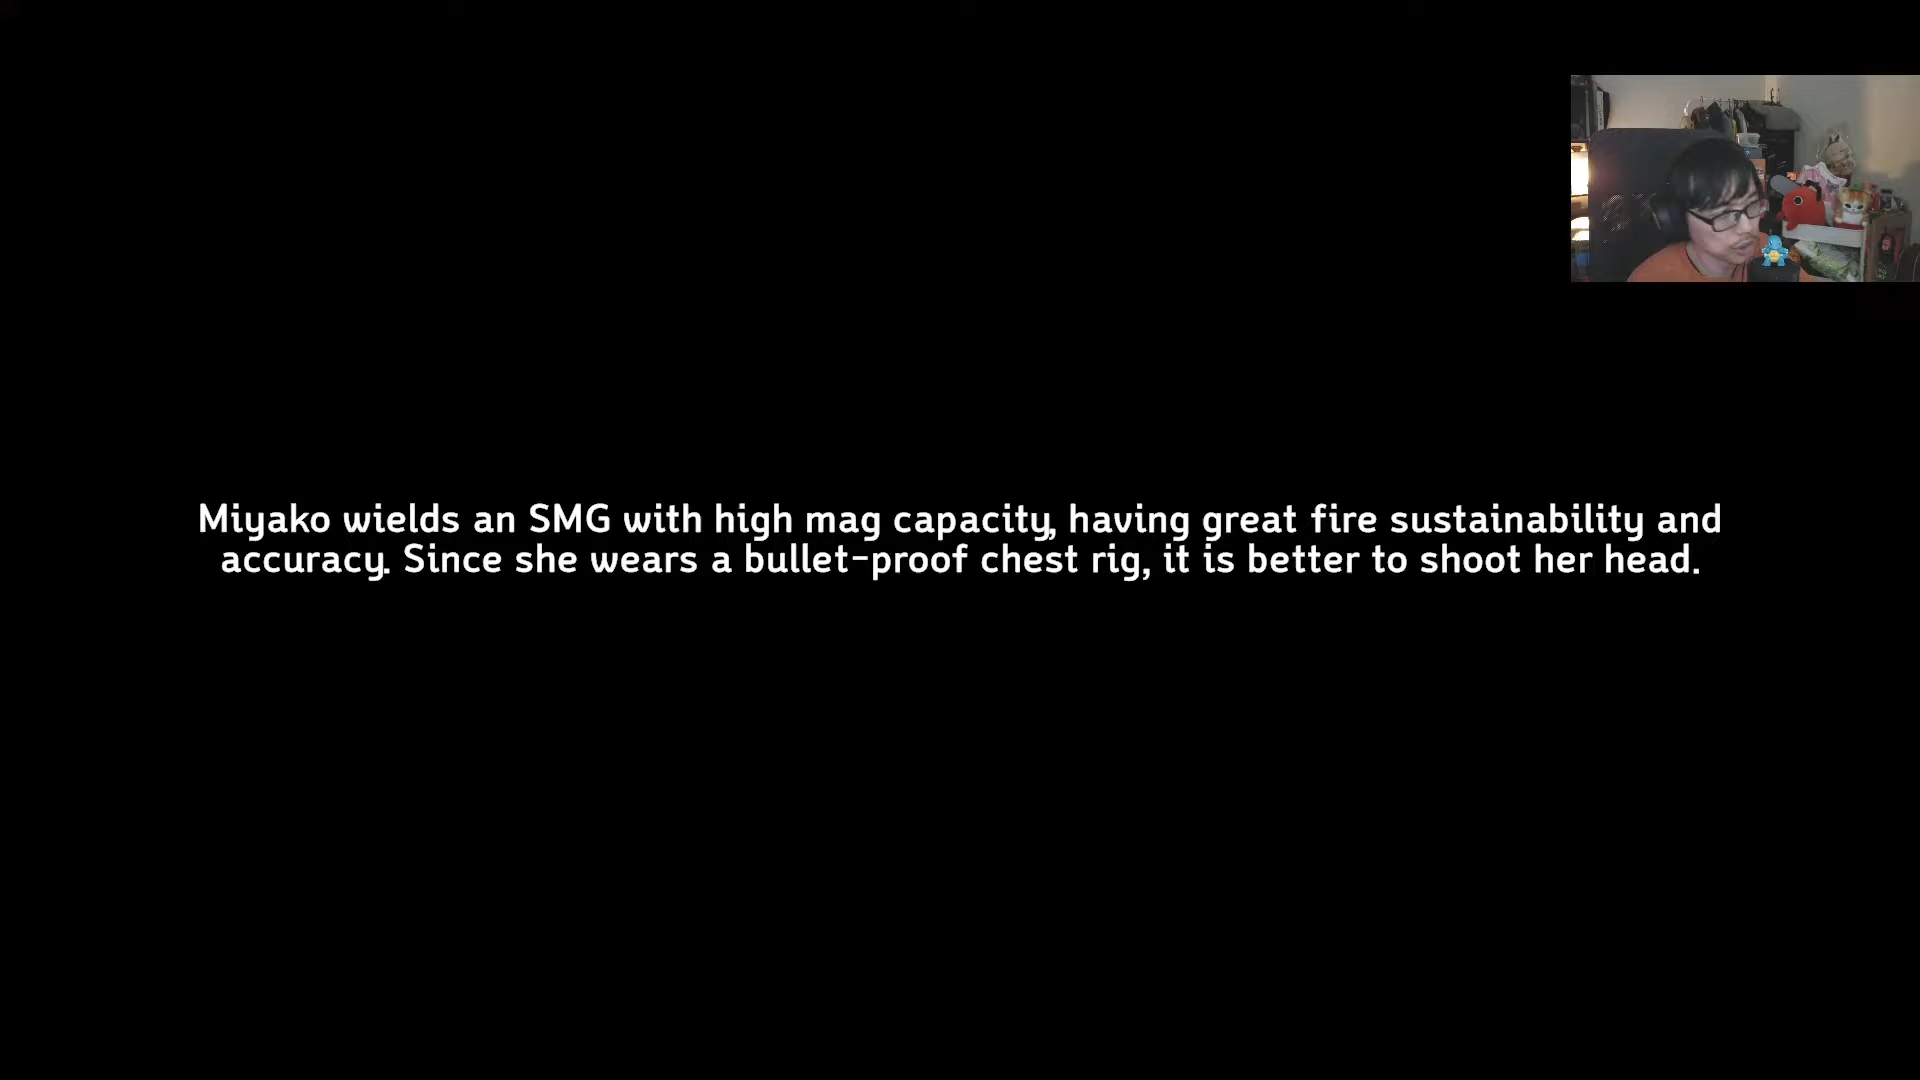 Miyako wields an SMG with high mag capacity, having great fire sustainability and
accuracy. Since she wears a bullet-proof chest rig, it is better to shoot her head.